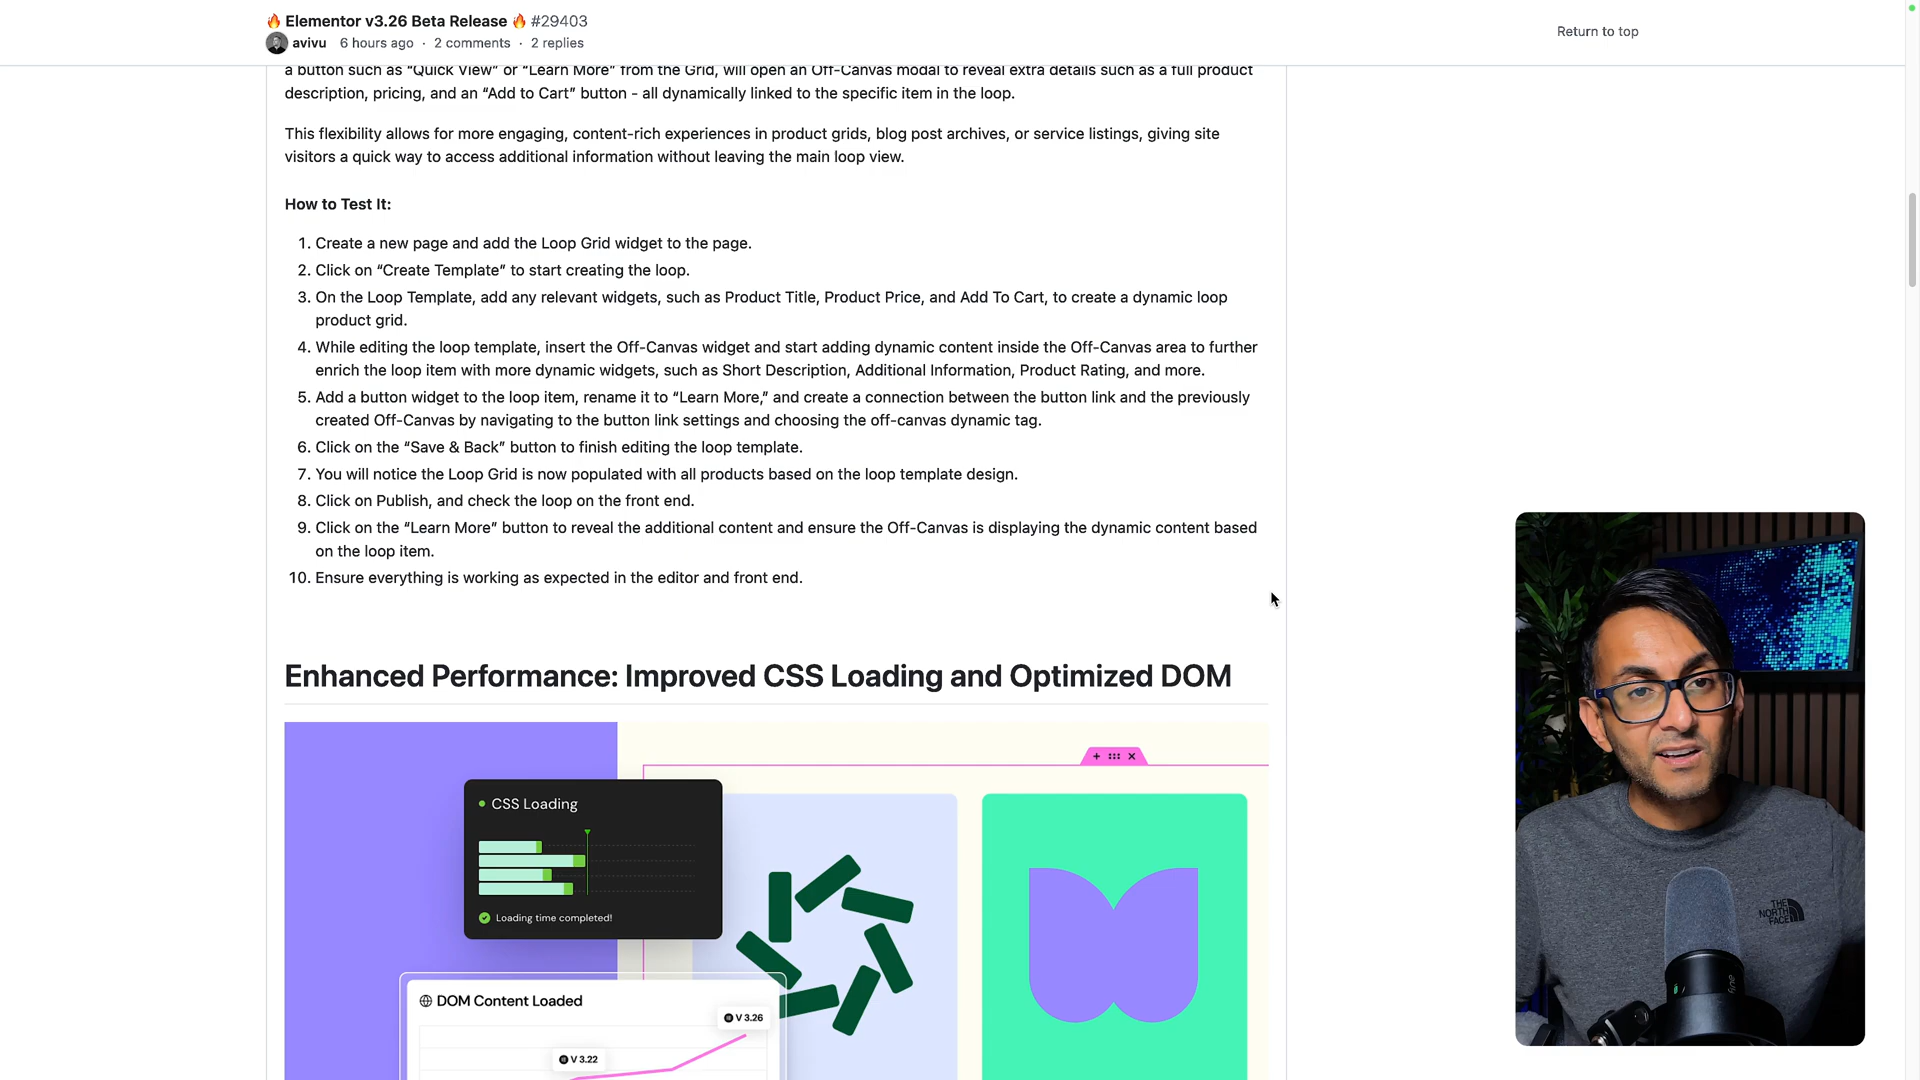 🔥 Elementor v3.26 Beta Release 🔥 #29403
avivu 6 hours ago · 2 comments · 2 replies
Return to top
a button such as “Quick View” or “Learn More” from the Grid, will open an Off-Canvas modal to reveal extra details such as a full product
description, pricing, and an “Add to Cart” button - all dynamically linked to the specific item in the loop.
This flexibility allows for more engaging, content-rich experiences in product grids, blog post archives, or service listings, giving site
visitors a quick way to access additional information without leaving the main loop view.
How to Test It:
1. Create a new page and add the Loop Grid widget to the page.
2. Click on “Create Template” to start creating the loop.
3. On the Loop Template, add any relevant widgets, such as Product Title, Product Price, and Add To Cart, to create a dynamic loop
product grid.
4. While editing the loop template, insert the Off-Canvas widget and start adding dynamic content inside the Off-Canvas area to further
enrich the loop item with more dynamic widgets, such as Short Description, Additional Information, Product Rating, and more.
5. Add a button widget to the loop item, rename it to “Learn More,” and create a connection between the button link and the previously
created Off-Canvas by navigating to the button link settings and choosing the off-canvas dynamic tag.
6. Click on the “Save & Back” button to finish editing the loop template.
7. You will notice the Loop Grid is now populated with all products based on the loop template design.
8. Click on Publish, and check the loop on the front end.
9. Click on the “Learn More” button to reveal the additional content and ensure the Off-Canvas is displaying the dynamic content based
on the loop item.
10. Ensure everything is working as expected in the editor and front end.
Enhanced Performance: Improved CSS Loading and Optimized DOM
CSS Loading
Loading time completed!
DOM Content Loaded
V 3.26
V 3.22
THE
NORTH
FACE